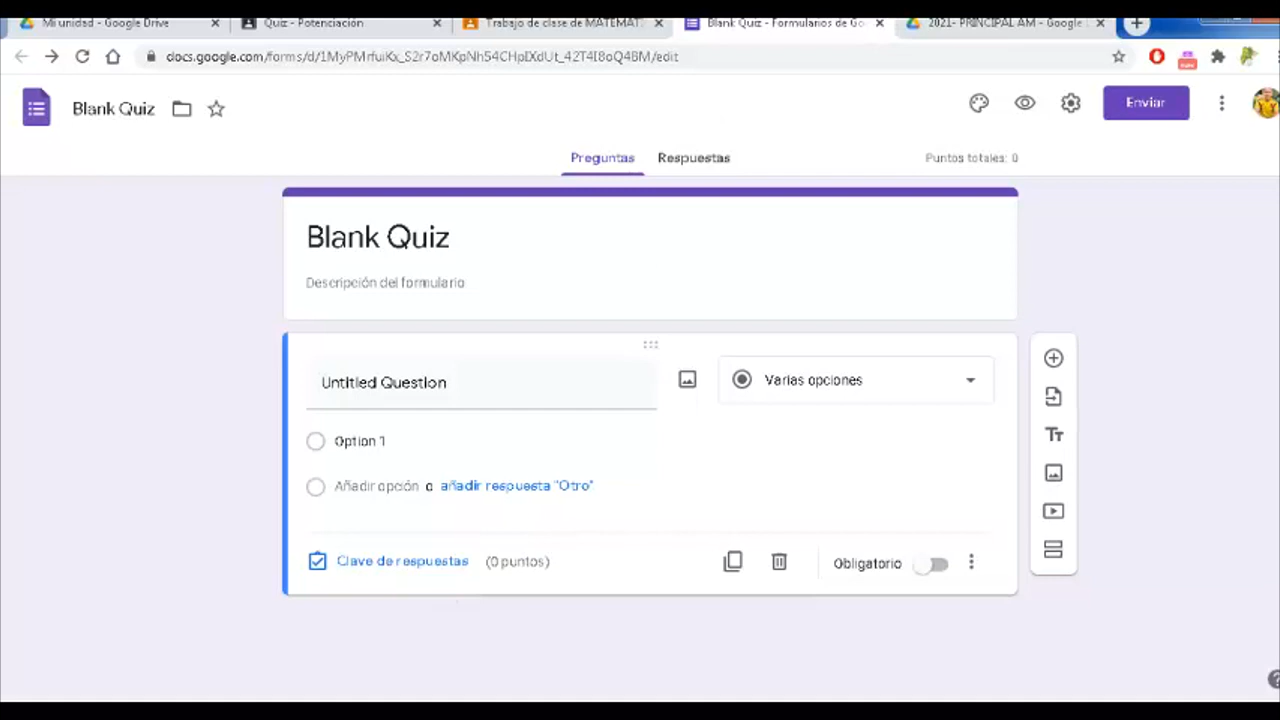 Mi unidad - Google Drive
Quiz - Potenciación
Trabajo de clase de MATEMAT
Blank Quiz - Formularios de Go
2021- PRINCIPAL AM - Google
docs.google.com/forms/d/1MyPMrfuiKx_S2r7oMKpNh54CHpIXdUt_42T4I8oQ4BM/edit
Blank Quiz
Enviar
Preguntas
Respuestas
Puntos totales: 0
Blank Quiz
Descripción del formulario
Untitled Question
Varias opciones
Option 1
Añadir opción o añadir respuesta "Otro"
Clave de respuestas (0 puntos)
Obligatorio